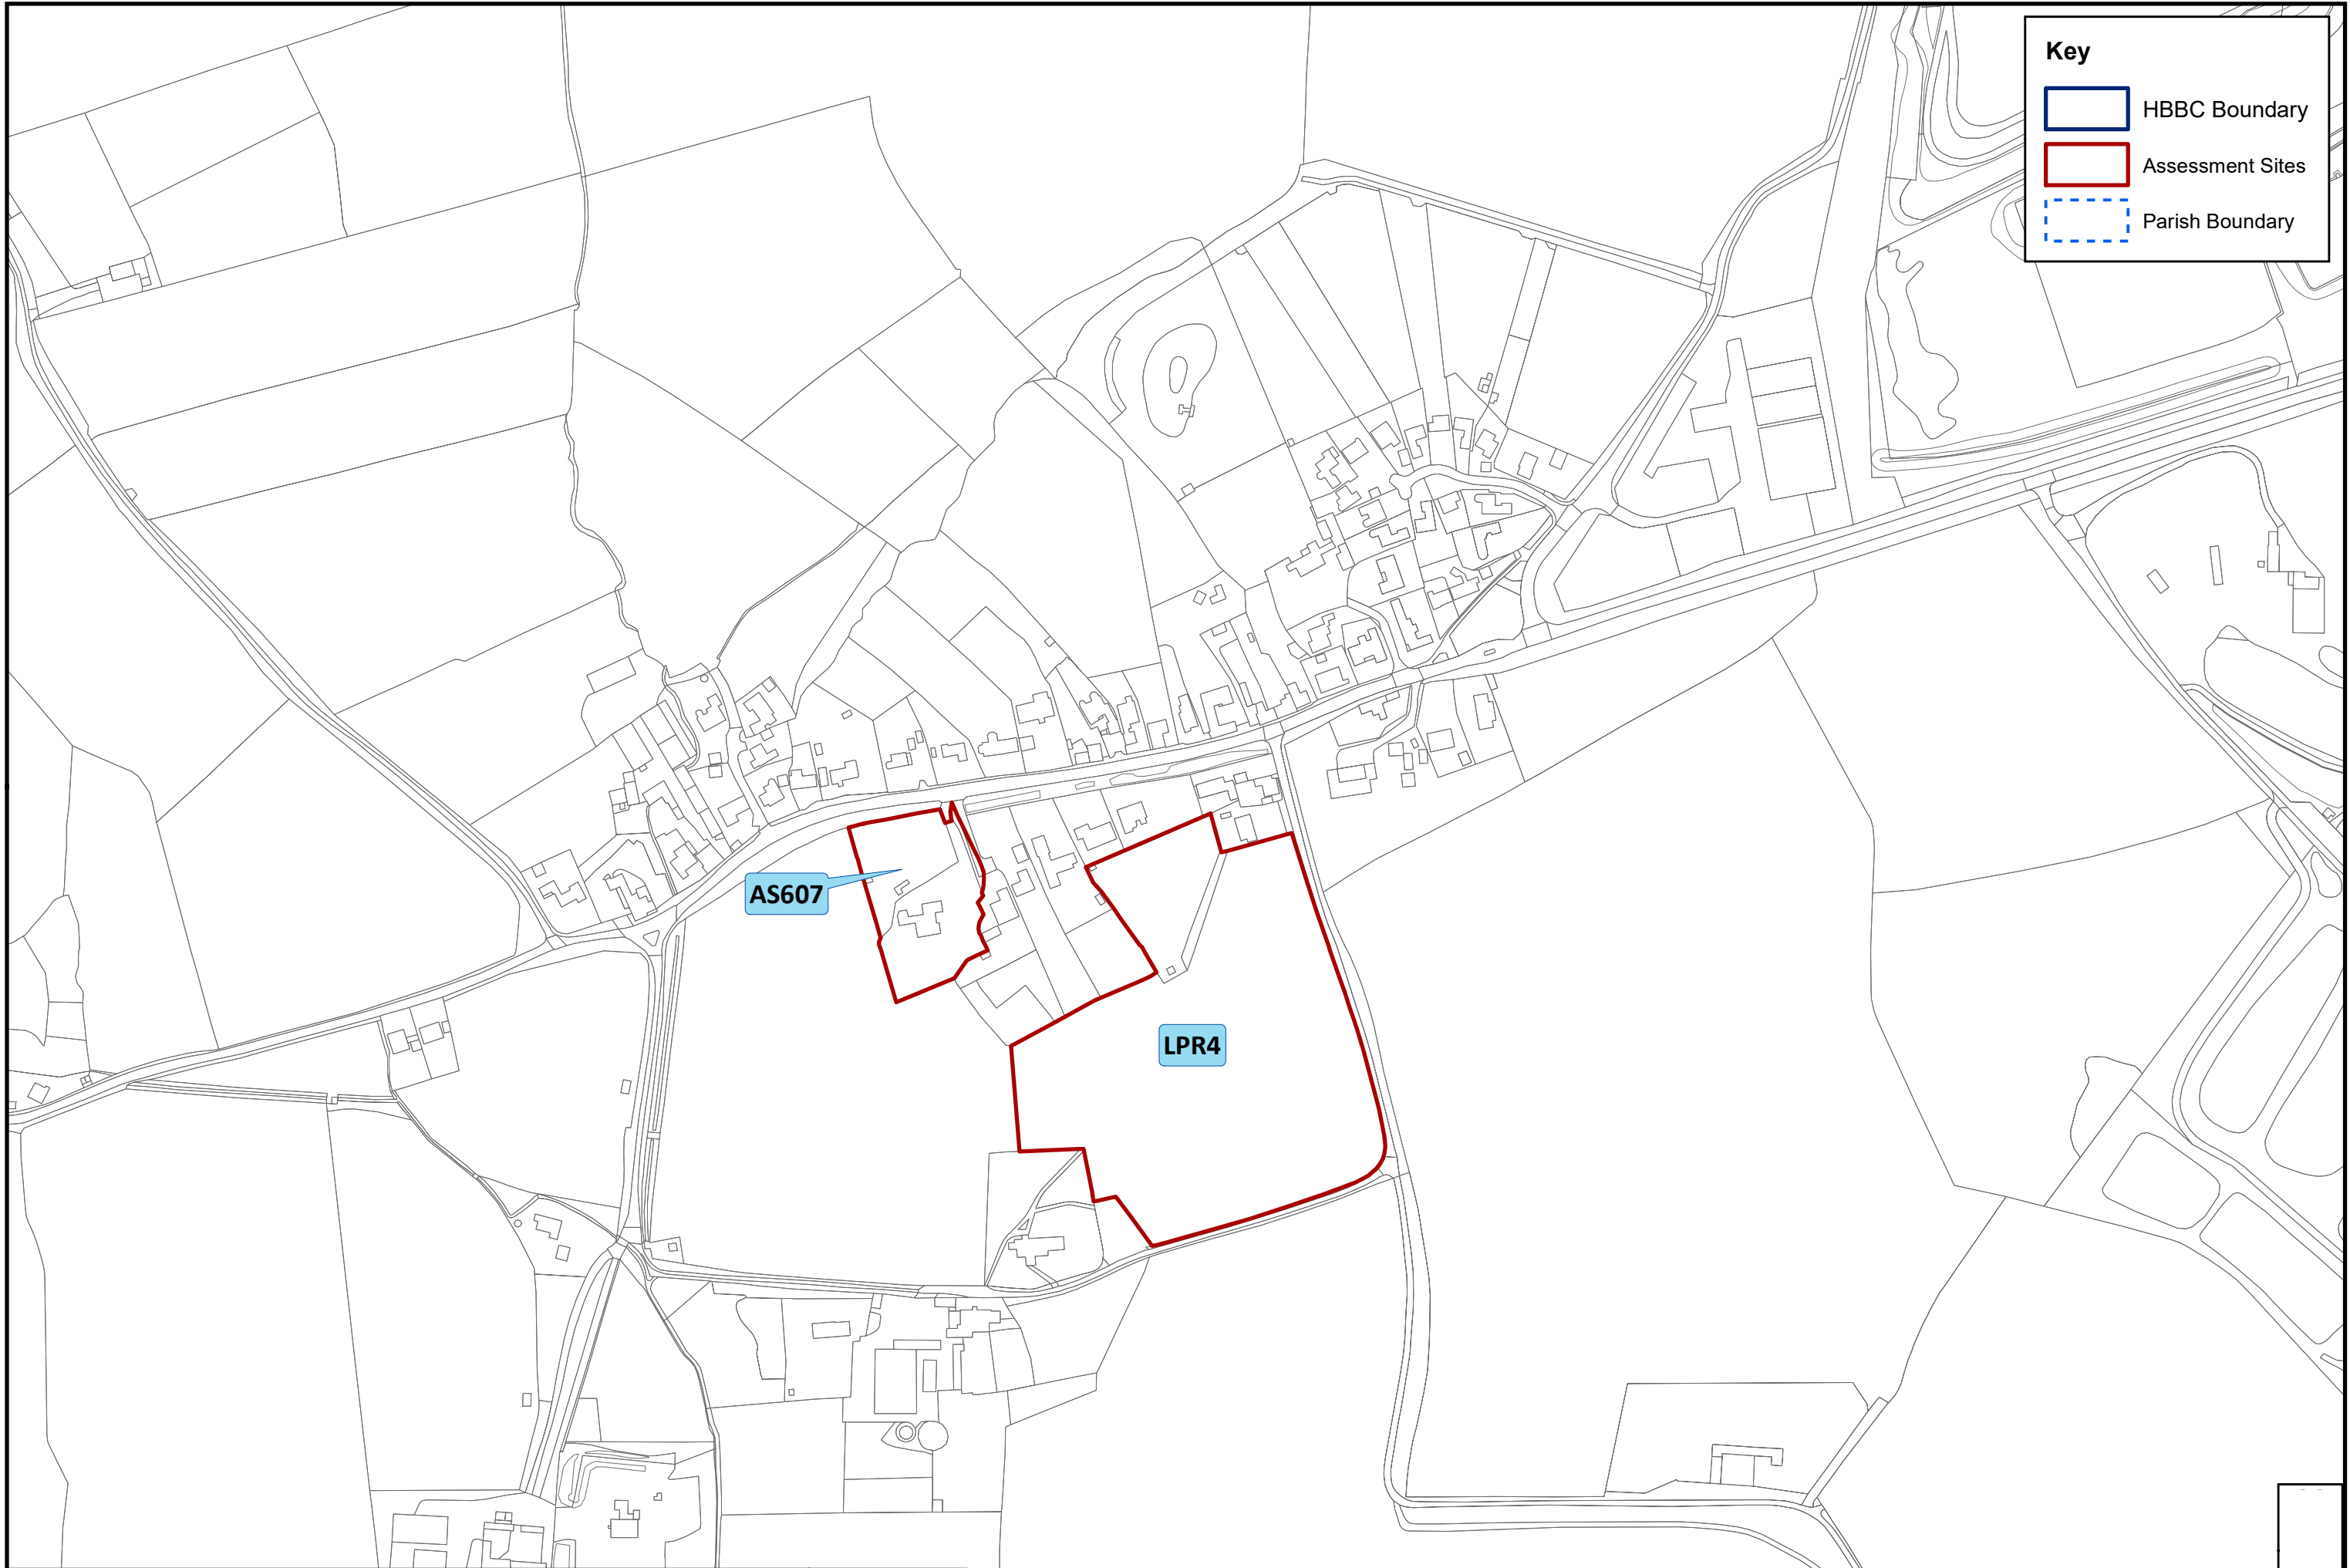 Key
HBBC Boundary
Assessment Sites
Parish Boundary
AS607
LPR4